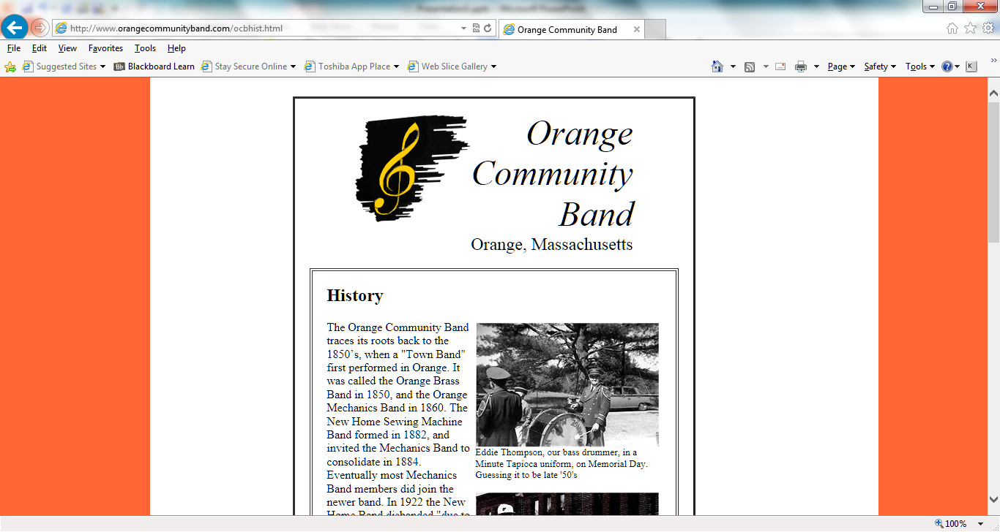 http://www.orangecommunityband.com/ocbhist.html
Orange Community Band
File Edit View Favorites Tools Help
Suggested Sites Blackboard Learn Stay Secure Online Toshiba App Place Web Slice Gallery Page Safety Tools
Orange
Community
Band
Orange, Massachusetts
History
The Orange Community Band
traces its roots back to the
1850's, when a "Town Band"
first performed in Orange. It
was called the Orange Brass
Band in 1850, and the Orange
Mechanics Band in 1860. The
New Home Sewing Machine
Band formed in 1882, and
invited the Mechanics Band to
consolidate in 1884.
Eventually most Mechanics
Band members did join the
newer band. In 1922 the New
Home Band disbanded "due to
Eddie Thompson, our bass drummer, in a
Minute Tapioca uniform, on Memorial Day.
Guessing it to be late '50's
100%